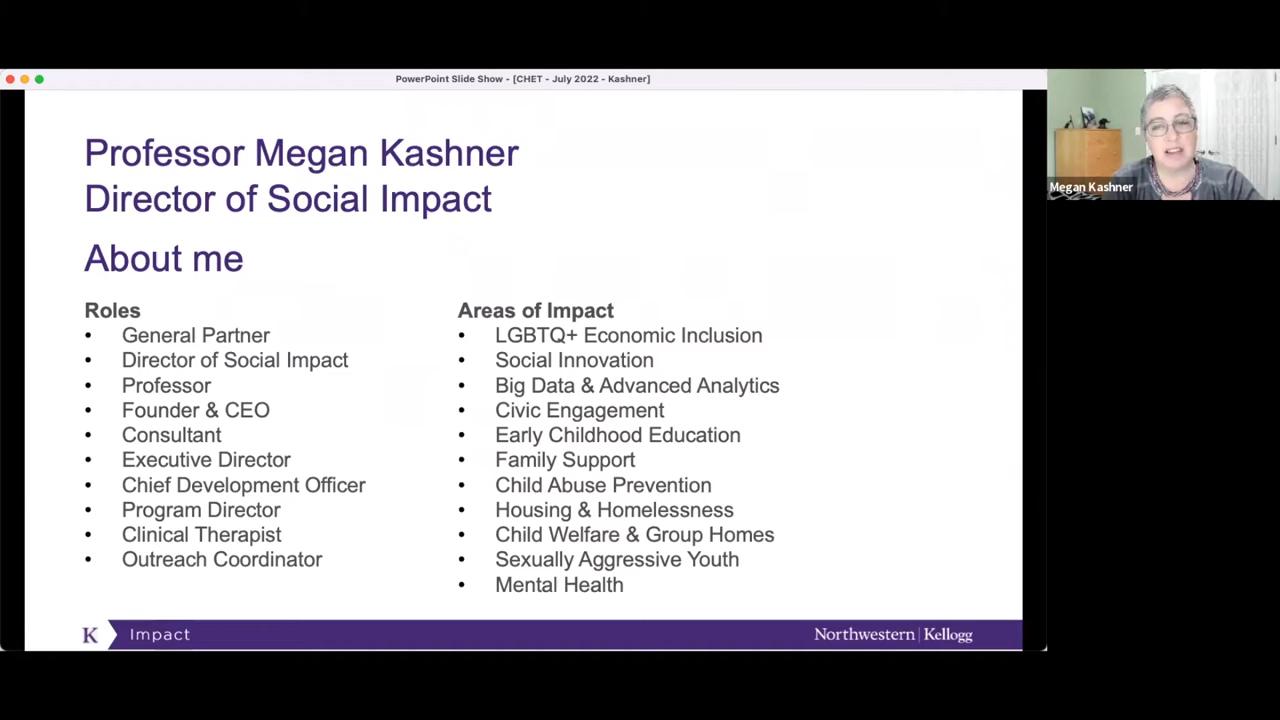 PowerPoint Slide Show - [CHET - July 2022 - Kashner]
Professor Megan Kashner
Director of Social Impact
About me
Roles
• General Partner
• Director of Social Impact
• Professor
• Founder & CEO
• Consultant
• Executive Director
• Chief Development Officer
• Program Director
• Clinical Therapist
• Outreach Coordinator
Areas of Impact
• LGBTQ+ Economic Inclusion
• Social Innovation
• Big Data & Advanced Analytics
• Civic Engagement
• Early Childhood Education
• Family Support
• Child Abuse Prevention
• Housing & Homelessness
• Child Welfare & Group Homes
• Sexually Aggressive Youth
• Mental Health
K Impact
Northwestern | Kellogg
Megan Kashner